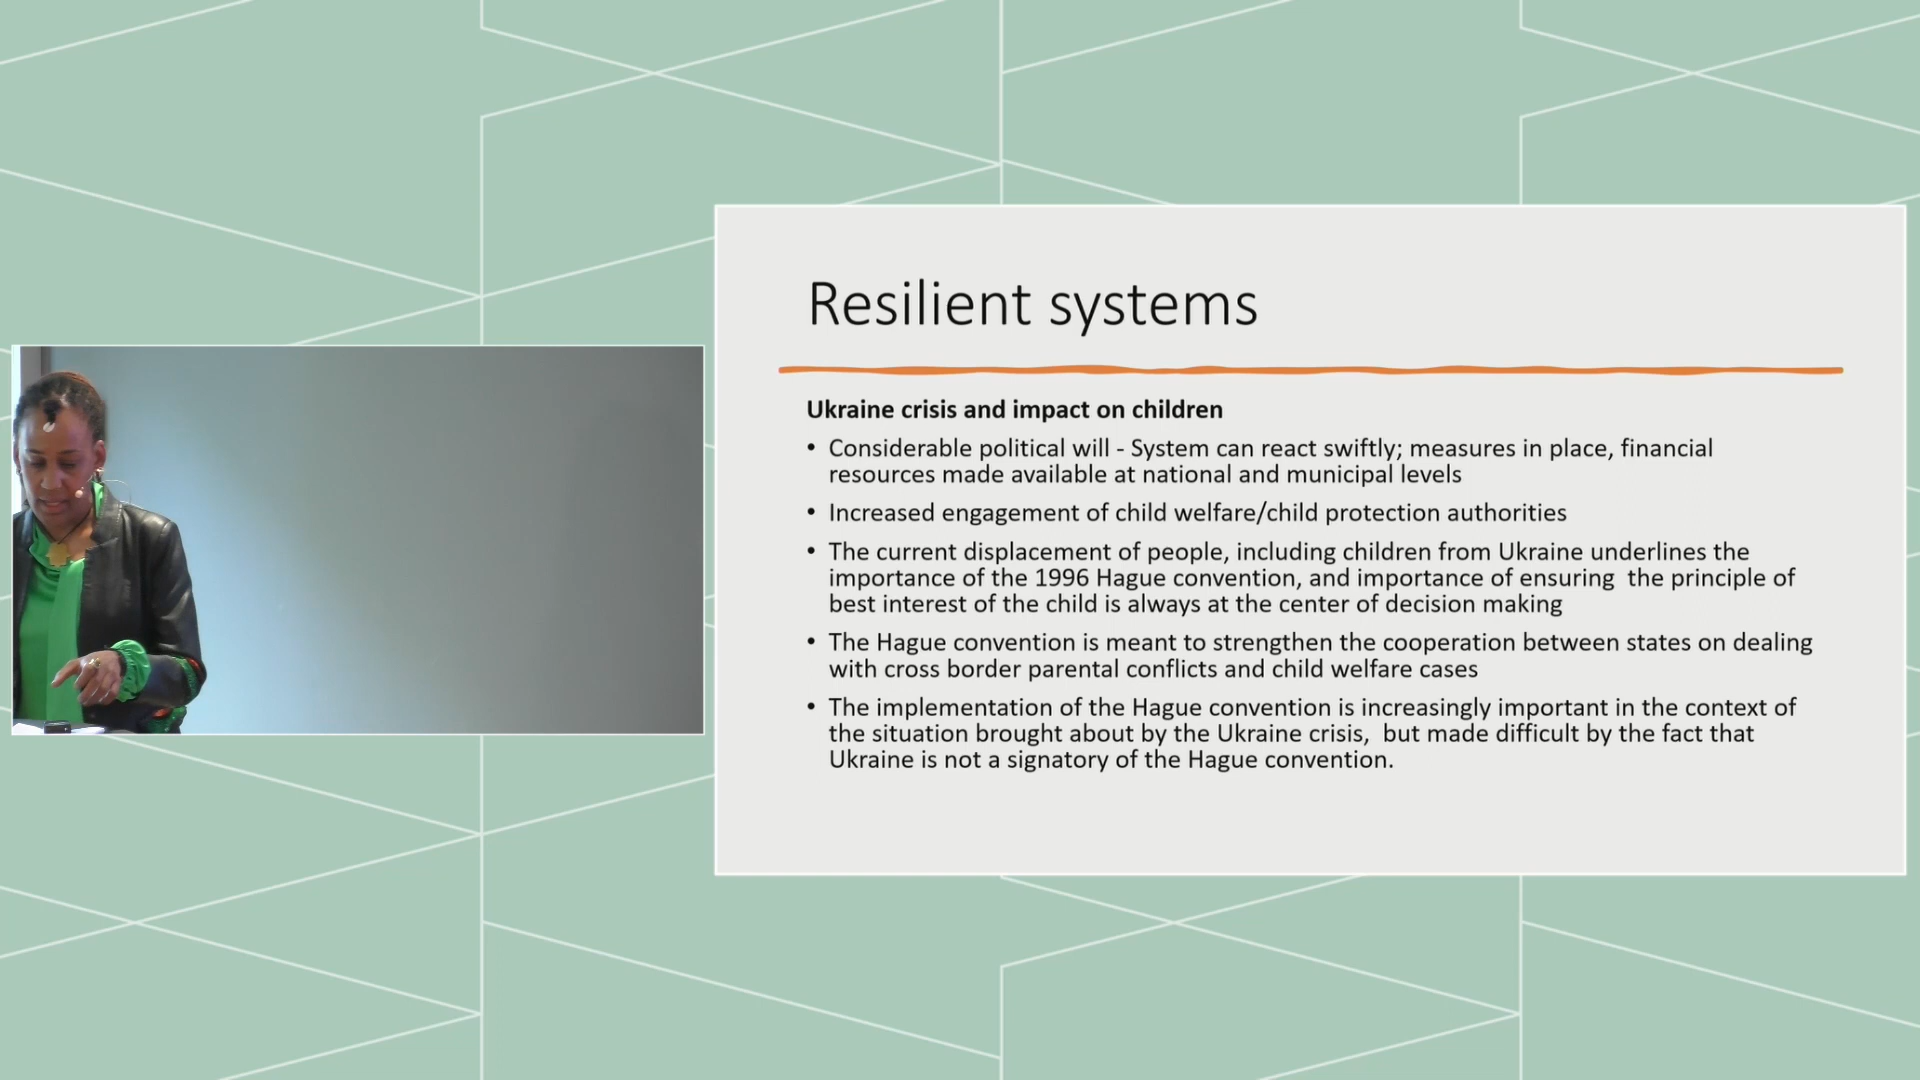 Resilient systems
Ukraine crisis and impact on children
• Considerable political will - System can react swiftly; measures in place, financial
resources made available at national and municipal levels
• Increased engagement of child welfare/child protection authorities
• The current displacement of people, including children from Ukraine underlines the
importance of the 1996 Hague convention, and importance of ensuring  the principle of
best interest of the child is always at the center of decision making
• The Hague convention is meant to strengthen the cooperation between states on dealing
with cross border parental conflicts and child welfare cases
• The implementation of the Hague convention is increasingly important in the context of
the situation brought about by the Ukraine crisis,  but made difficult by the fact that
Ukraine is not a signatory of the Hague convention.